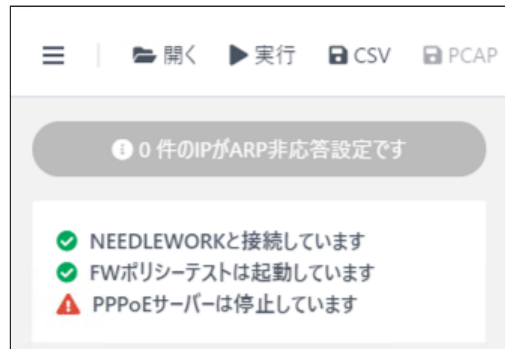 開く 実行 CSV PCAP
0 件のIPがARP非応答設定です
NEEDLEWORKと接続しています
FWポリシーテストは起動しています
PPPoEサーバーは停止しています